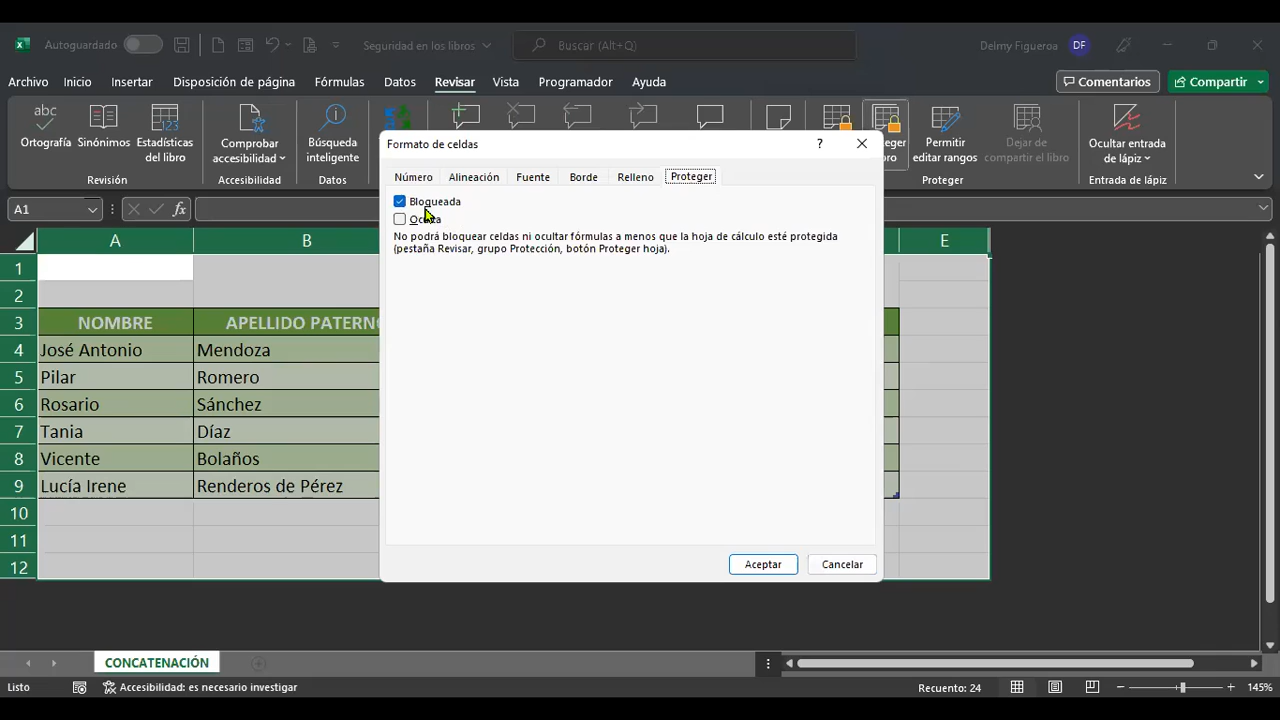 Autoguardado
Seguridad en los libros
Buscar (Alt+Q)
Delmy Figueroa
DF
Archivo
Inicio
Insertar
Disposición de página
Fórmulas
Datos
Revisar
Vista
Programador
Ayuda
Comentarios
Compartir
abc
Ortografía
Sinónimos
123
Estadísticas
del libro
Revisión
Comprobar
accesibilidad
Accesibilidad
Búsqueda
inteligente
Datos
Permitir
editar rangos
Dejar de
compartir el libro
Proteger
Ocultar entrada
de lápiz
Entrada de lápiz
A1
fx
Formato de celdas
?
Número
Alineación
Fuente
Borde
Relleno
Proteger
Bloqueada
No podrá bloquear celdas ni ocultar fórmulas a menos que la hoja de cálculo esté protegida
(pestaña Revisar, grupo Protección, botón Proteger hoja).
Aceptar
Cancelar
A B E
1
2
3 NOMBRE APELLIDO PATERNO
4 José Antonio Mendoza
5 Pilar Romero
6 Rosario Sánchez
7 Tania Díaz
8 Vicente Bolaños
9 Lucía Irene Renderos de Pérez
10
11
12
CONCATENACIÓN
Listo
Accesibilidad: es necesario investigar
Recuento: 24
145%